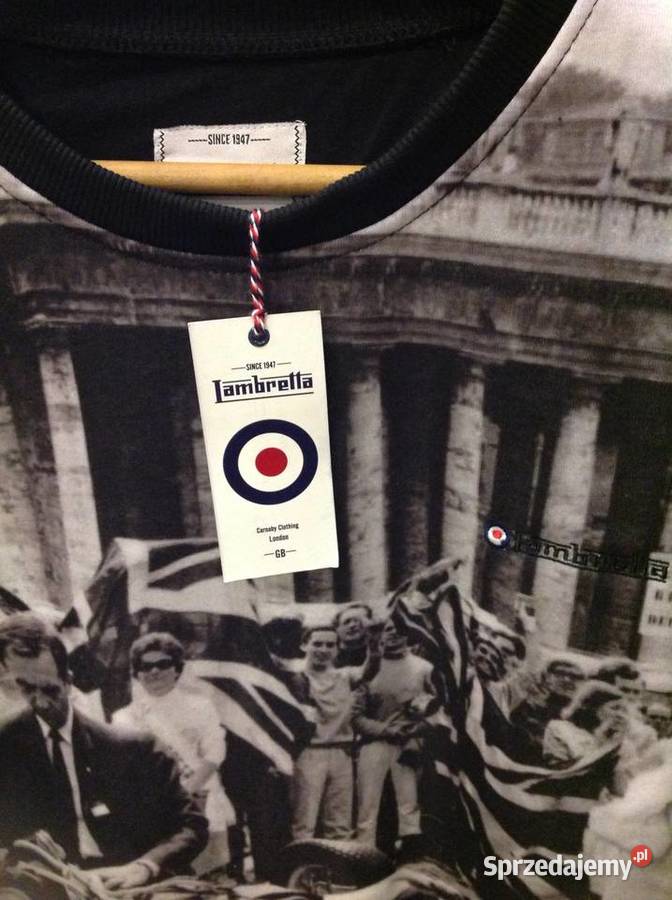 SINCE 1947
SINCE 1947
Lambretta
Carnaby Clothing
London
GB
Lambretta
Sprzedajemy.pl